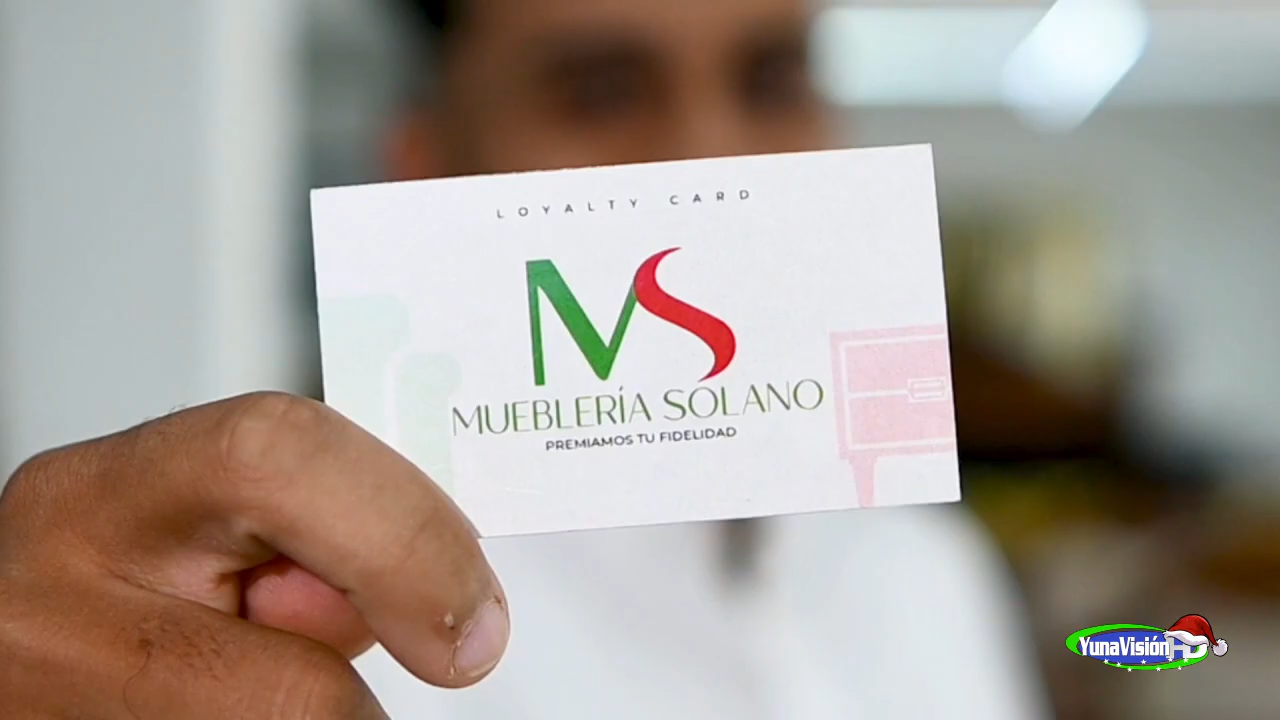 LOYALTY CARD
MS
MUEBLERÍA SOLANO
PREMIAMOS TU FIDELIDAD
YunaVisión HD